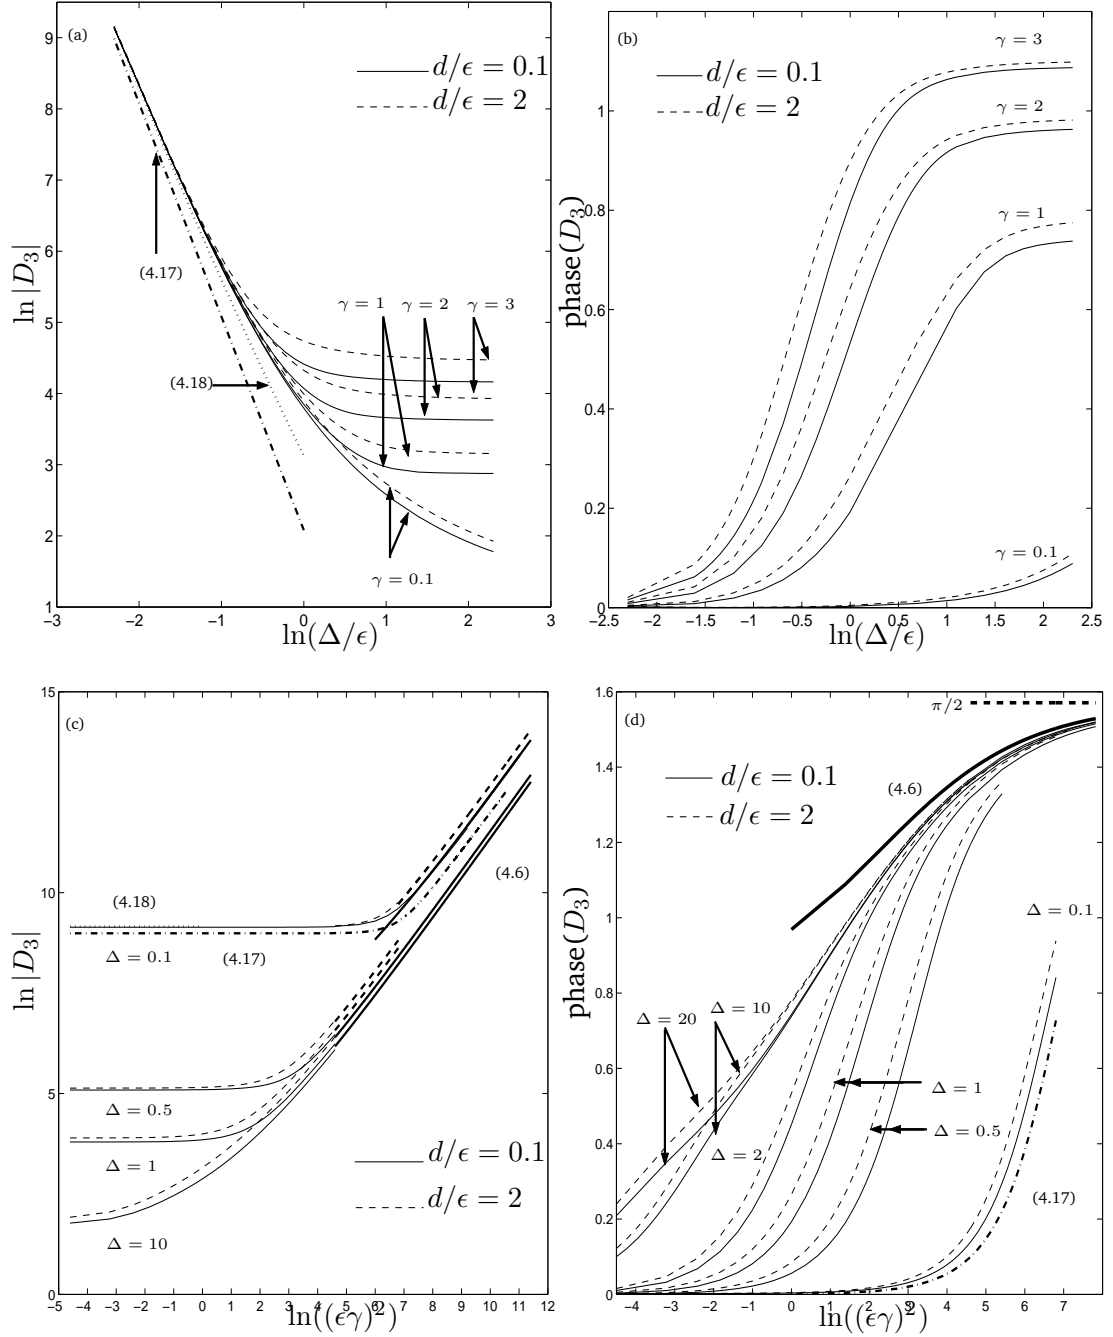 (a)
d/ϵ = 0.1
d/ϵ = 2
(4.17)
(4.18)
γ = 1
γ = 2
γ = 3
γ = 0.1
ln |D₃|
9
8
7
6
5
4
3
2
1
−3
−2
−1
0
1
2
3
ln(Δ/ϵ)
(b)
d/ϵ = 0.1
d/ϵ = 2
γ = 3
γ = 2
γ = 1
γ = 0.1
phase(D₃)
1
0.8
0.6
0.4
0.2
0
−2.5
−2
−1.5
−1
−0.5
0
0.5
1
1.5
2
2.5
ln(Δ/ϵ)
(c)
(4.18)
Δ = 0.1
(4.17)
(4.6)
Δ = 0.5
Δ = 1
Δ = 10
d/ϵ = 0.1
d/ϵ = 2
ln |D₃|
15
10
5
0
-5
-4
-3
-2
-1
0
1
2
3
4
5
6
7
8
9
10
11
12
ln((ϵγ)²)
(d)
π/2
d/ϵ = 0.1
d/ϵ = 2
(4.6)
Δ = 0.1
Δ = 20
Δ = 10
Δ = 1
Δ = 0.5
Δ = 2
(4.17)
phase(D₃)
1.6
1.4
1.2
1
0.8
0.6
0.4
0.2
0
−4
−3
−2
−1
0
1
2
3
4
5
6
7
ln((ϵγ)²)